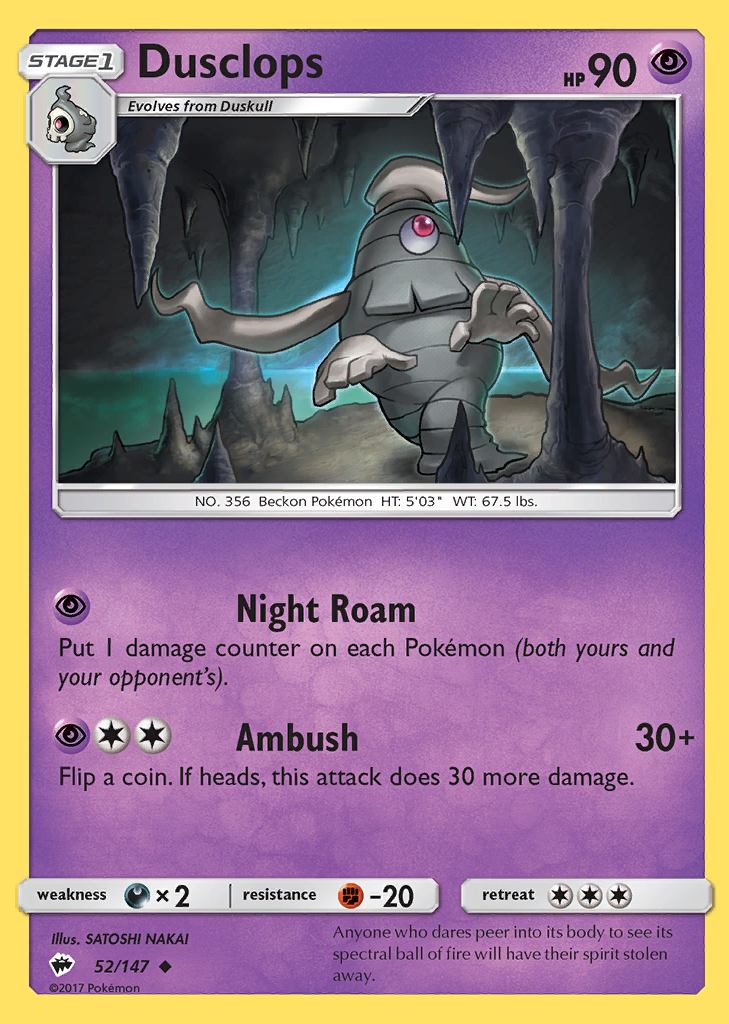 STAGE1
Dusclops
HP 90
Evolves from Duskull
NO. 356 Beckon Pokémon HT: 5'03" WT: 67.5 lbs.
Night Roam
Put 1 damage counter on each Pokémon (both yours and
your opponent's).
Ambush 30+
Flip a coin. If heads, this attack does 30 more damage.
weakness ×2 resistance -20 retreat
Illus. SATOSHI NAKAI
52/147
©2017 Pokémon
Anyone who dares peer into its body to see its
spectral ball of fire will have their spirit stolen
away.